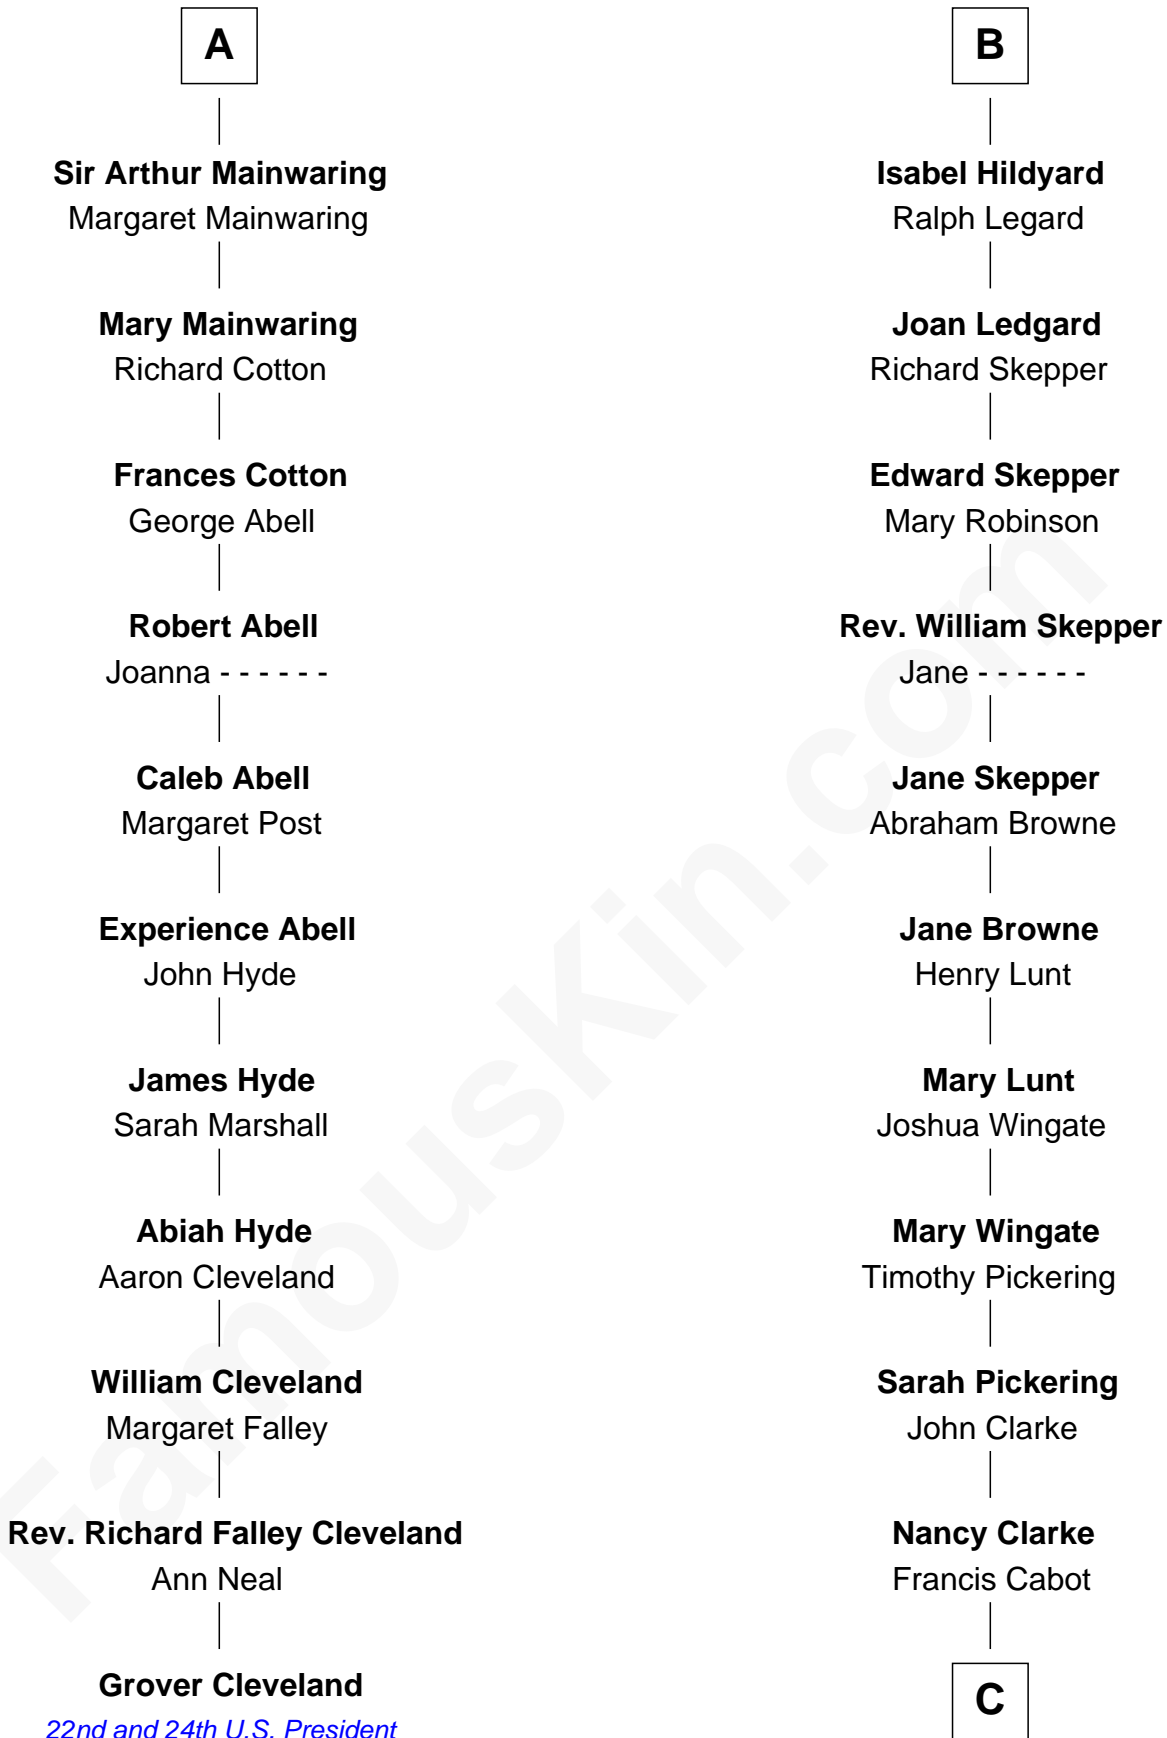 A
Sir Arthur Mainwaring
Margaret Mainwaring
Mary Mainwaring
Richard Cotton
Frances Cotton
George Abell
Robert Abell
Joanna - - - - - -
Caleb Abell
Margaret Post
Experience Abell
John Hyde
James Hyde
Sarah Marshall
Abiah Hyde
Aaron Cleveland
William Cleveland
Margaret Falley
Rev. Richard Falley Cleveland
Ann Neal
Grover Cleveland
22nd and 24th U.S. President
B
Isabel Hildyard
Ralph Legard
Joan Ledgard
Richard Skepper
Edward Skepper
Mary Robinson
Rev. William Skepper
Jane - - - - - -
Jane Skepper
Abraham Browne
Jane Browne
Henry Lunt
Mary Lunt
Joshua Wingate
Mary Wingate
Timothy Pickering
Sarah Pickering
John Clarke
Nancy Clarke
Francis Cabot
C
FamousKin.com